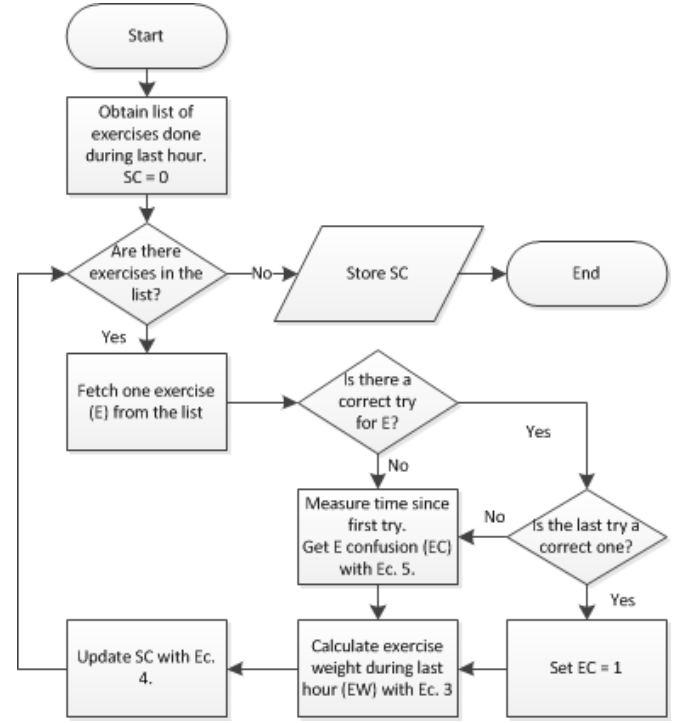 Start
Obtain list of
exercises done
during last hour.
SC = 0
Are there
exercises in the
list?
No
Store SC
End
Yes
Fetch one exercise
(E) from the list
Is there a
correct try
for E?
Yes
No
Measure time since
first try.
Get E confusion (EC)
with Ec. 5.
No
Is the last try a
correct one?
Yes
Update SC with Ec.
4.
Calculate exercise
weight during last
hour (EW) with Ec. 3
Set EC = 1